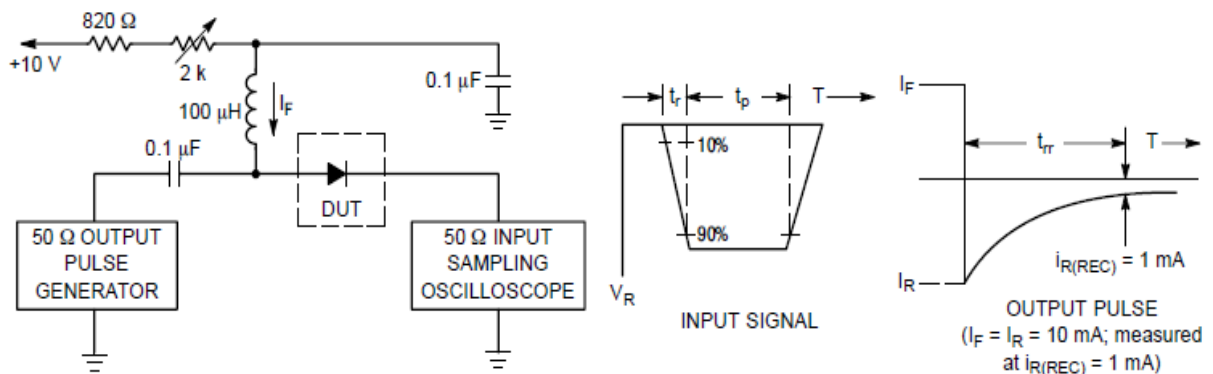 820 Ω
+10 V
2 k
100 µH
I_F
0.1 µF
0.1 µF
DUT
50 Ω OUTPUT
PULSE
GENERATOR
50 Ω INPUT
SAMPLING
OSCILLOSCOPE
t_r
t_p
T
10%
90%
V_R
INPUT SIGNAL
I_F
t_rr
T
I_R
i_R(REC) = 1 mA
OUTPUT PULSE
(I_F = I_R = 10 mA; measured
at i_R(REC) = 1 mA)